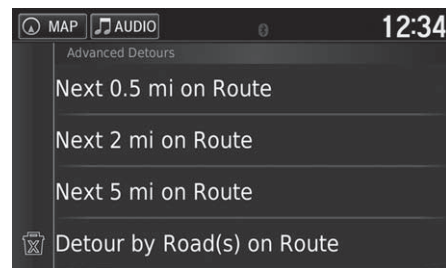 MAP AUDIO 12:34
Advanced Detours
Next 0.5 mi on Route
Next 2 mi on Route
Next 5 mi on Route
Detour by Road(s) on Route